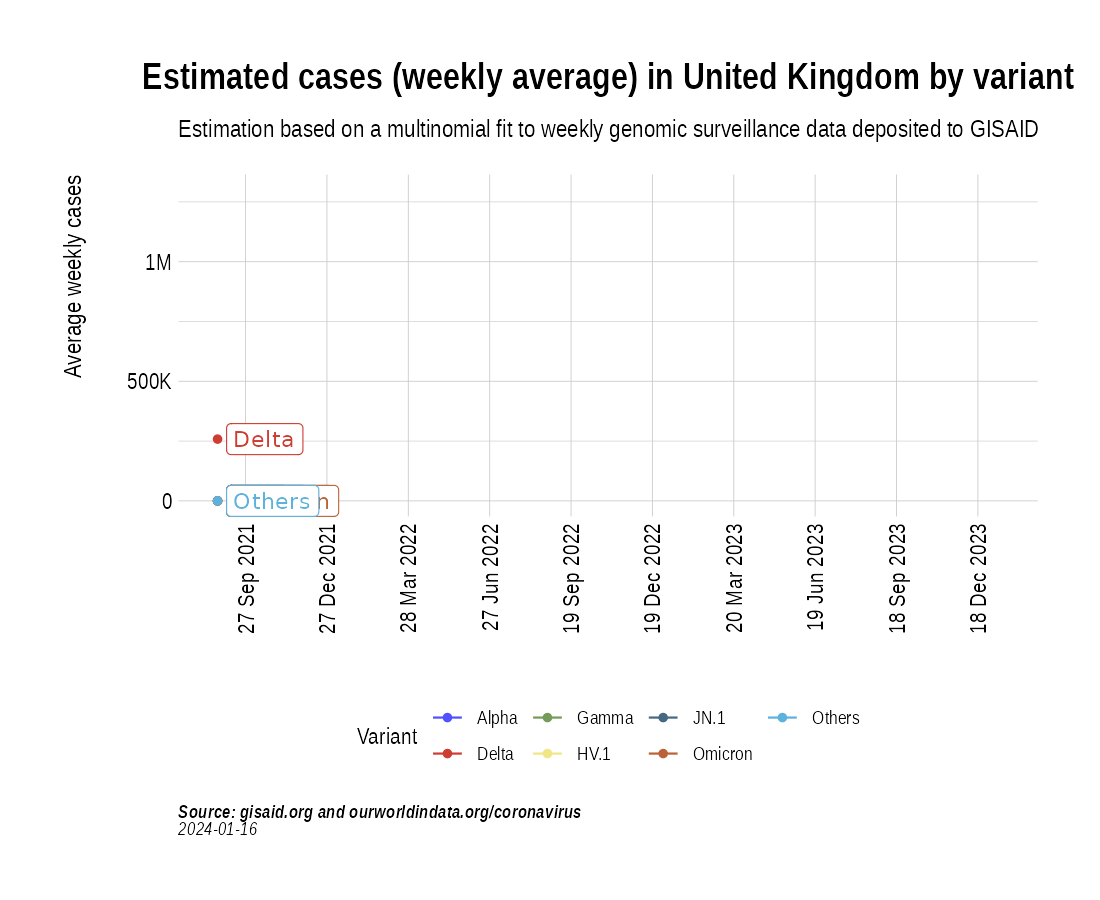 Estimated cases (weekly average) in United Kingdom by variant
Estimation based on a multinomial fit to weekly genomic surveillance data deposited to GISAID
Average weekly cases
1M
500K
0
Delta
Others
n
27 Sep 2021
27 Dec 2021
28 Mar 2022
27 Jun 2022
19 Sep 2022
19 Dec 2022
20 Mar 2023
19 Jun 2023
18 Sep 2023
18 Dec 2023
Variant
Alpha
Gamma
JN.1
Others
Delta
HV.1
Omicron
Source: gisaid.org and ourworldindata.org/coronavirus
2024-01-16